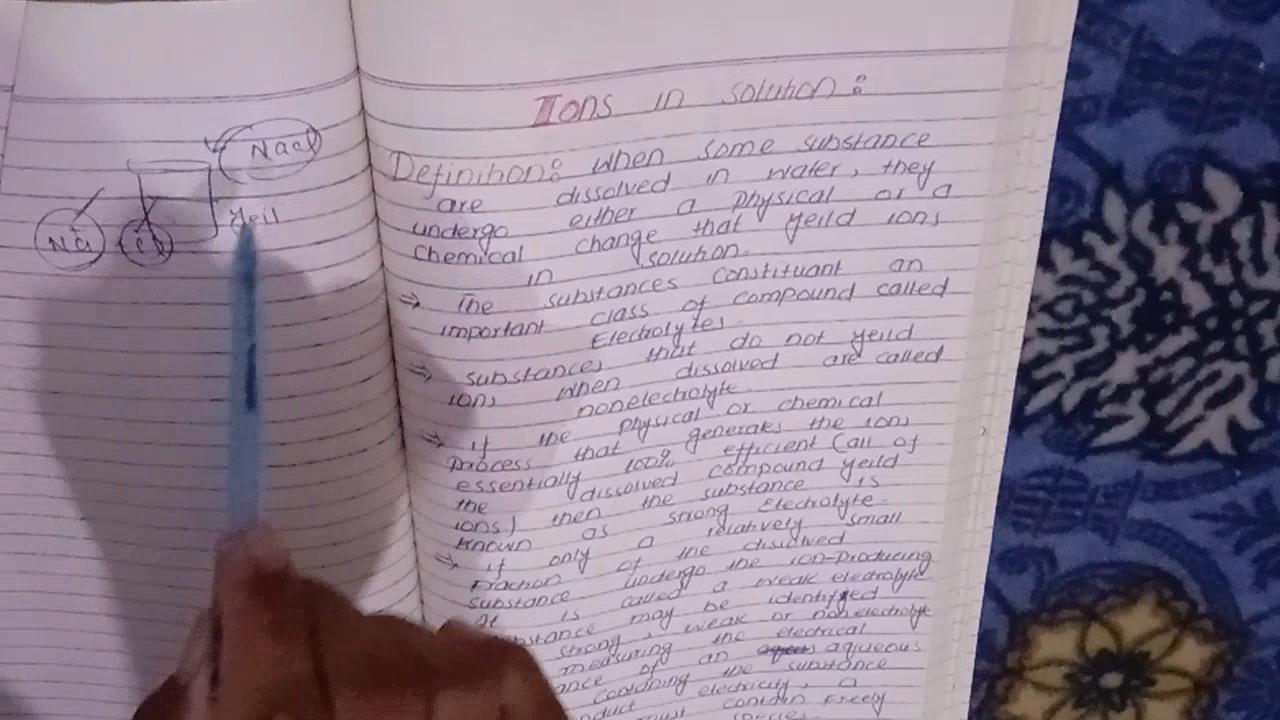 Nacl
Na
Cl
Yeil
Ions in solution:
Definition: when some substance
are dissolved in water, they
undergo either a physical or a
chemical change that yeild ions
in solution.
⇒ The substances constituant an
important class of compound called
Electrolytes.
⇒ substances that do not yeild
ions when dissolved are called
nonelectrolyte.
⇒ if the physical or chemical
process that generates the ions
essentially 100% efficient (all of
the dissolved compound yeild
ions) then the substance is
known as strong Electrolyte.
⇒ if only a relatively small
fraction of the disolved
substance undergo the ion-producing
it is called a weak electrolyte
may be identified
strong, weak or nonelectrolyte
measuring the electrical
of an aqueous
containing the substance
electricity, a
must contain freely
species